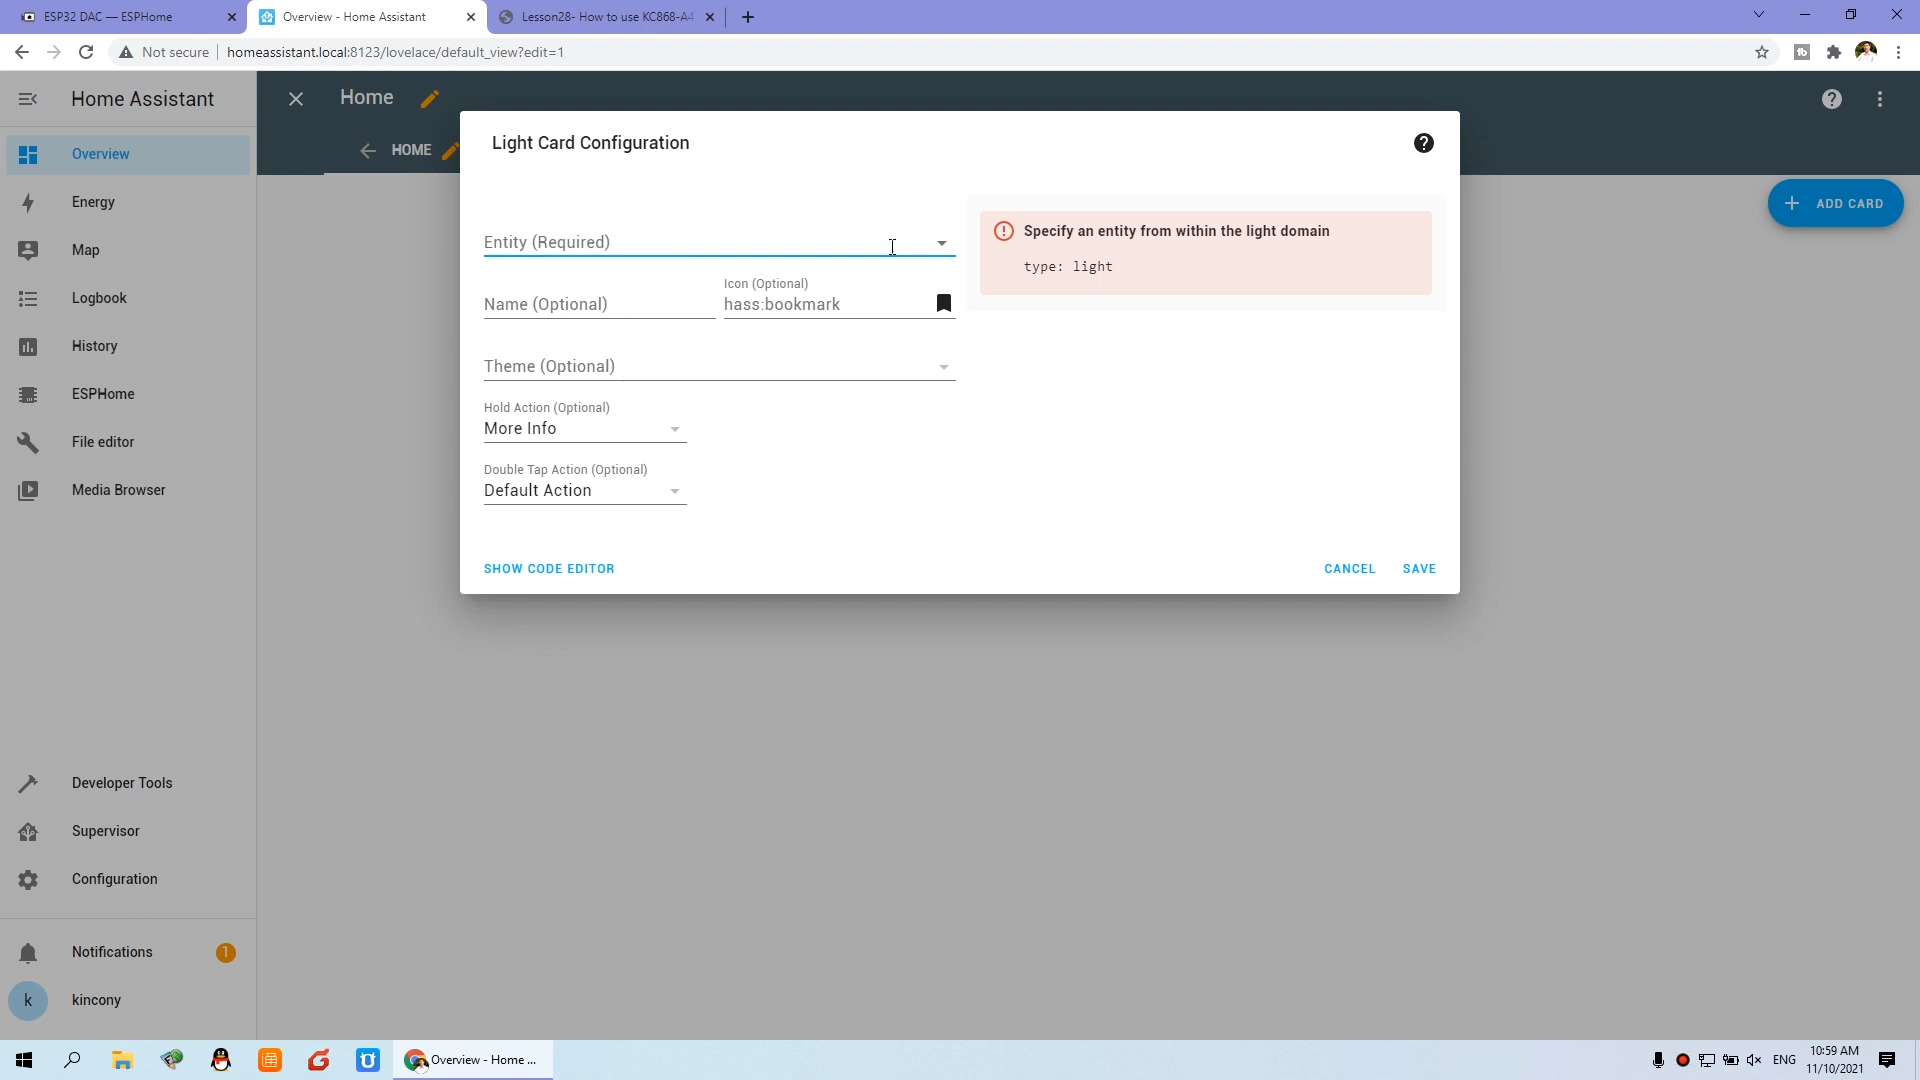 ESP32 DAC — ESPHome
Overview - Home Assistant
Lesson28- How to use KC868-A4
Not secure
homeassistant.local:8123/lovelace/default_view?edit=1
Home Assistant
Home
HOME
Overview
Energy
Map
Logbook
History
ESPHome
File editor
Media Browser
Developer Tools
Supervisor
Configuration
Notifications
1
k
kincony
ADD CARD
Light Card Configuration
Entity (Required)
Name (Optional)
Icon (Optional)
hass:bookmark
Theme (Optional)
Hold Action (Optional)
More Info
Double Tap Action (Optional)
Default Action
Specify an entity from within the light domain
type: light
SHOW CODE EDITOR
CANCEL
SAVE
Overview - Home ...
ENG
10:59 AM
11/10/2021